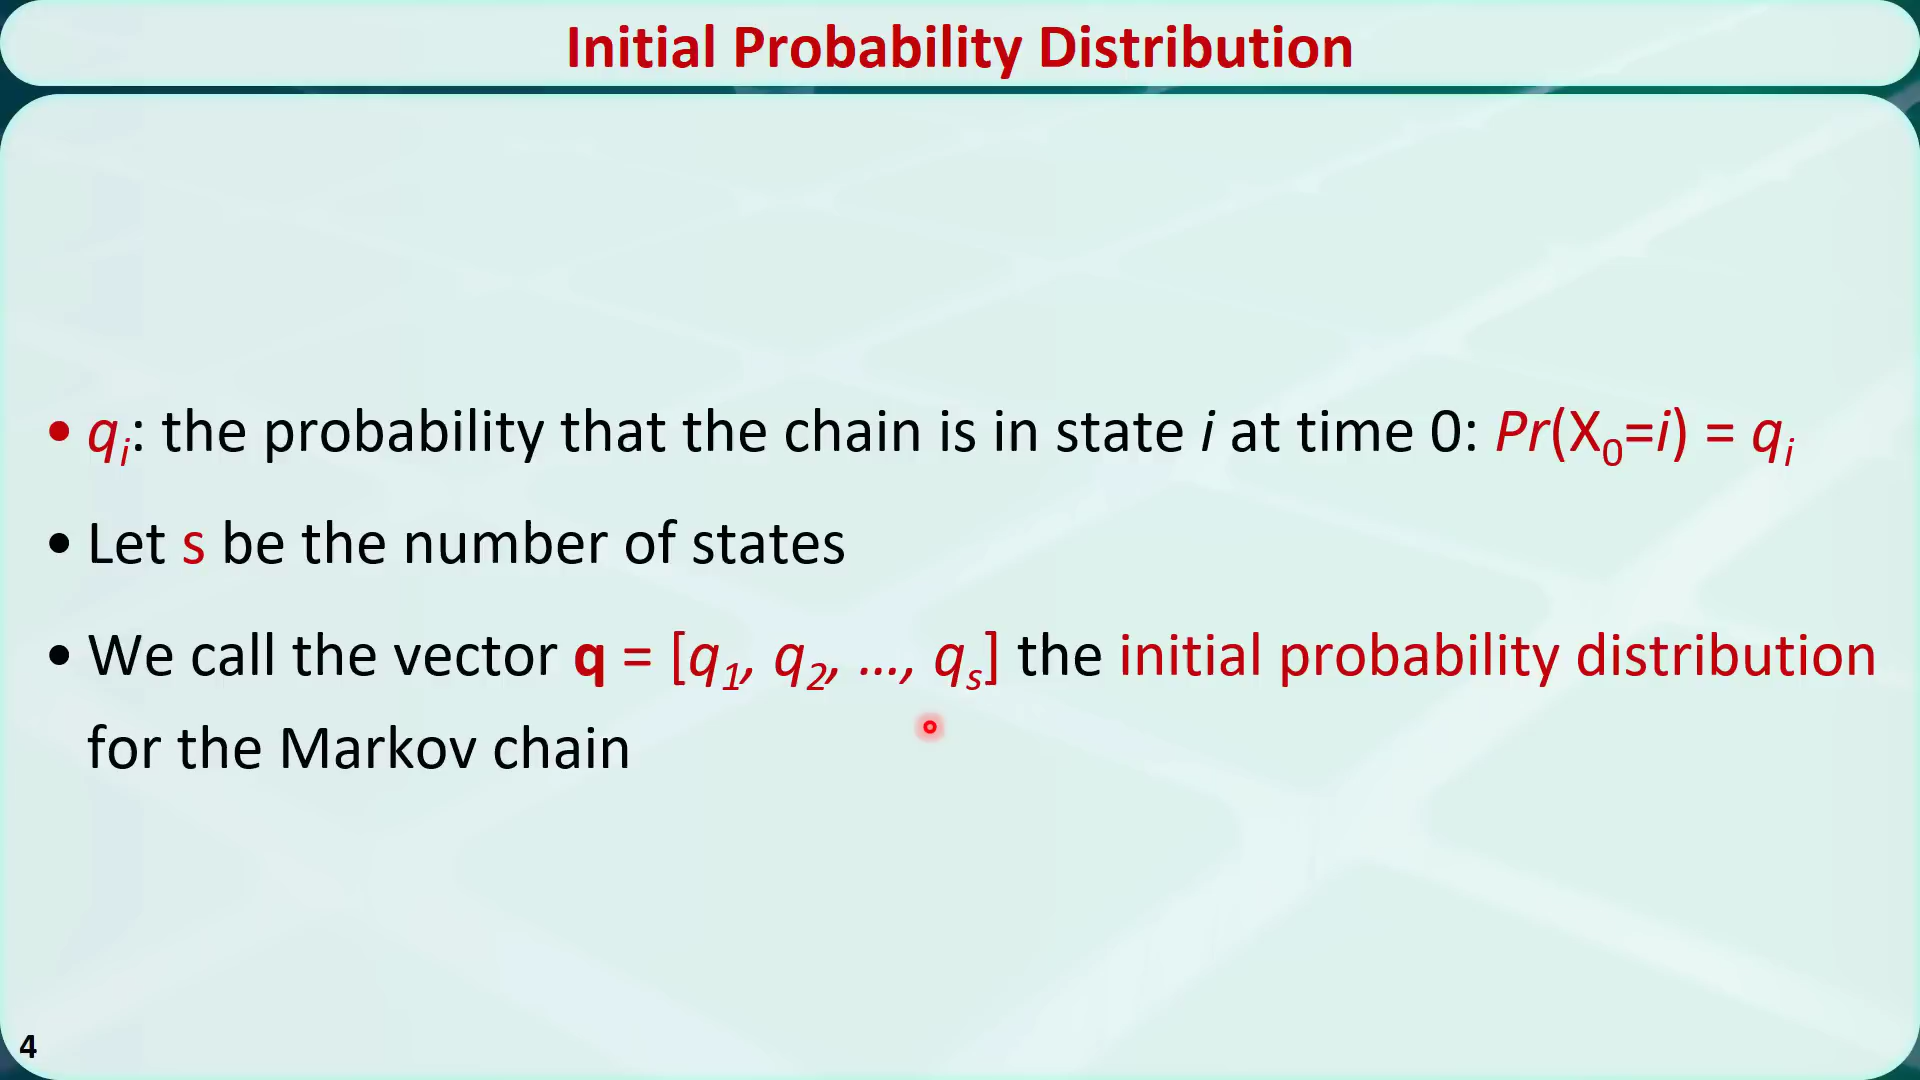 Initial Probability Distribution
• qᵢ: the probability that the chain is in state i at time 0: Pr(X₀=i) = qᵢ
• Let s be the number of states
• We call the vector q = [q₁, q₂, …, qₛ] the initial probability distribution
for the Markov chain
4